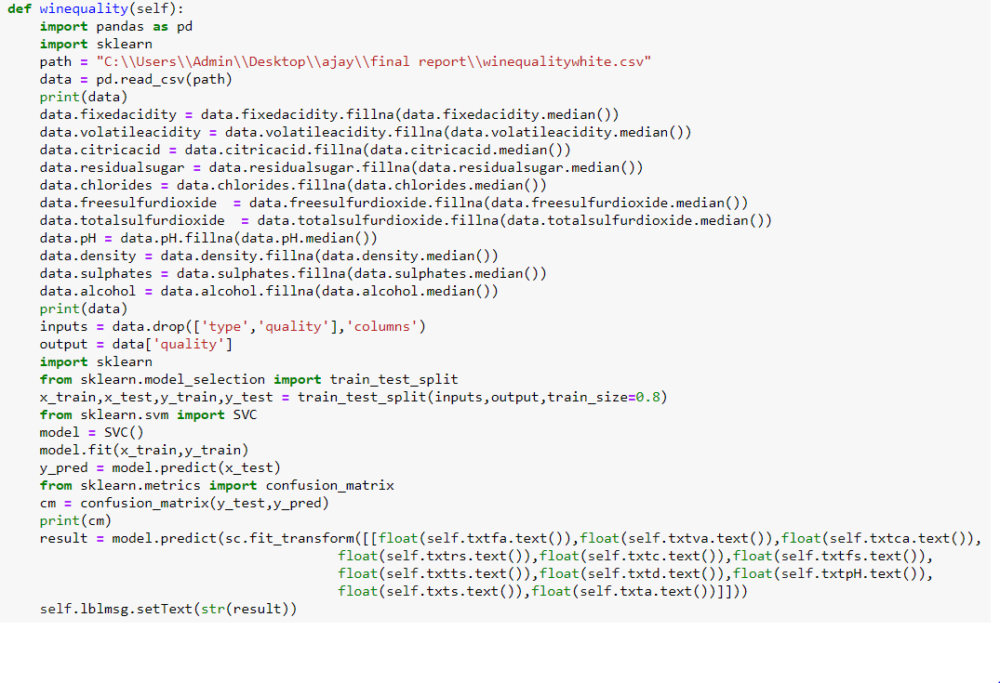 def winequality(self):
    import pandas as pd
    import sklearn
    path = "C:\\Users\\Admin\\Desktop\\ajay\\final report\\winequalitywhite.csv"
    data = pd.read_csv(path)
    print(data)
    data.fixedacidity = data.fixedacidity.fillna(data.fixedacidity.median())
    data.volatileacidity = data.volatileacidity.fillna(data.volatileacidity.median())
    data.citricacid = data.citricacid.fillna(data.citricacid.median())
    data.residualsugar = data.residualsugar.fillna(data.residualsugar.median())
    data.chlorides = data.chlorides.fillna(data.chlorides.median())
    data.freesulfurdioxide  = data.freesulfurdioxide.fillna(data.freesulfurdioxide.median())
    data.totalsulfurdioxide  = data.totalsulfurdioxide.fillna(data.totalsulfurdioxide.median())
    data.pH = data.pH.fillna(data.pH.median())
    data.density = data.density.fillna(data.density.median())
    data.sulphates = data.sulphates.fillna(data.sulphates.median())
    data.alcohol = data.alcohol.fillna(data.alcohol.median())
    print(data)
    inputs = data.drop(['type','quality'],'columns')
    output = data['quality']
    import sklearn
    from sklearn.model_selection import train_test_split
    x_train,x_test,y_train,y_test = train_test_split(inputs,output,train_size=0.8)
    from sklearn.svm import SVC
    model = SVC()
    model.fit(x_train,y_train)
    y_pred = model.predict(x_test)
    from sklearn.metrics import confusion_matrix
    cm = confusion_matrix(y_test,y_pred)
    print(cm)
    result = model.predict(sc.fit_transform([[float(self.txtfa.text()),float(self.txtva.text()),float(self.txtca.text()),
                                         float(self.txtrs.text()),float(self.txtc.text()),float(self.txtfs.text()),
                                         float(self.txtts.text()),float(self.txtd.text()),float(self.txtpH.text()),
                                         float(self.txts.text()),float(self.txta.text())]]))
    self.lblmsg.setText(str(result))